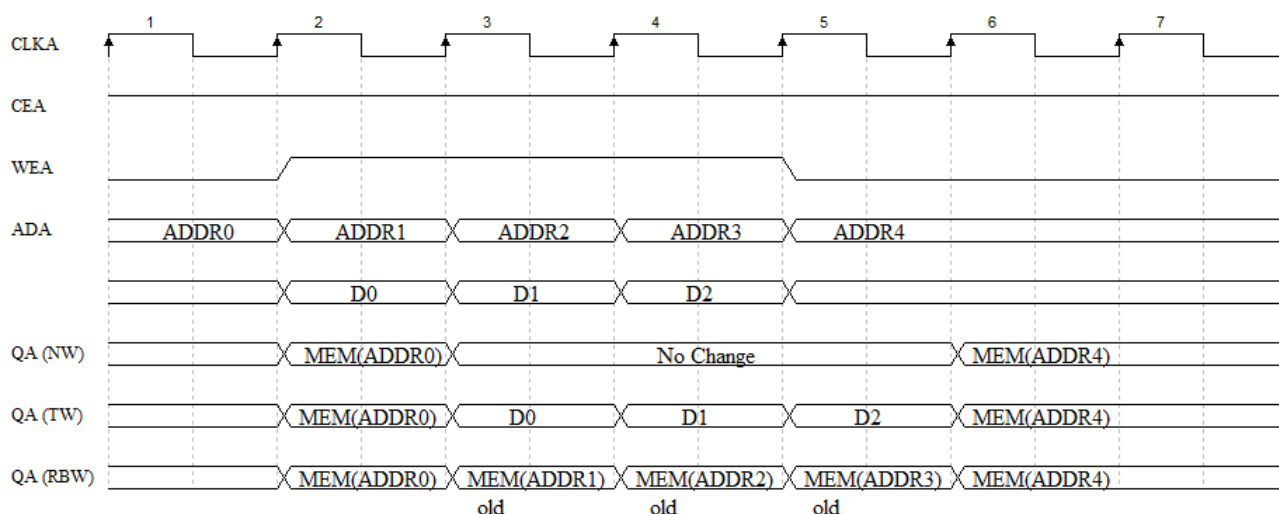 1 2 3 4 5 6 7
CLKA
CEA
WEA
ADA ADDR0 ADDR1 ADDR2 ADDR3 ADDR4
D0 D1 D2
QA (NW) MEM(ADDR0) No Change MEM(ADDR4)
QA (TW) MEM(ADDR0) D0 D1 D2 MEM(ADDR4)
QA (RBW) MEM(ADDR0) MEM(ADDR1) MEM(ADDR2) MEM(ADDR3) MEM(ADDR4)
old old old